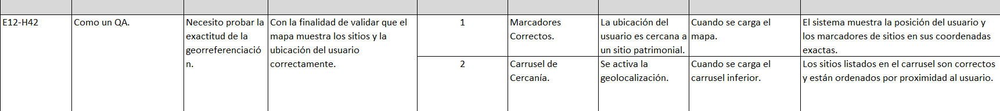 E12-H42
Como un QA.
Necesito probar la
exactitud de la
georreferenciació
n.
Con la finalidad de validar que el
mapa muestra los sitios y la
ubicación del usuario
correctamente.
1
Marcadores
Correctos.
La ubicación del
usuario es cercana a
un sitio patrimonial.
Cuando se carga el
mapa.
El sistema muestra la posición del usuario y
los marcadores de sitios en sus coordenadas
exactas.
2
Carrusel de
Cercanía.
Se activa la
geolocalización.
Cuando se carga el
carrusel inferior.
Los sitios listados en el carrusel son correctos
y están ordenados por proximidad al usuario.